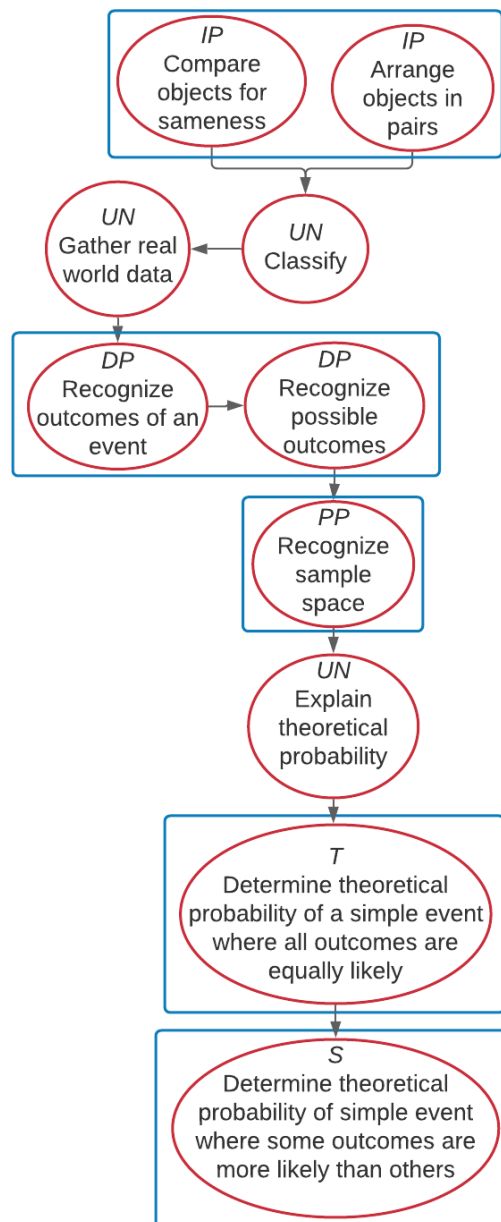 IP
Compare
objects for
sameness
IP
Arrange
objects in
pairs
UN
Classify
UN
Gather real
world data
DP
Recognize
outcomes of an
event
DP
Recognize
possible
outcomes
PP
Recognize
sample
space
UN
Explain
theoretical
probability
T
Determine theoretical
probability of a simple event
where all outcomes are
equally likely
S
Determine theoretical
probability of simple event
where some outcomes are
more likely than others